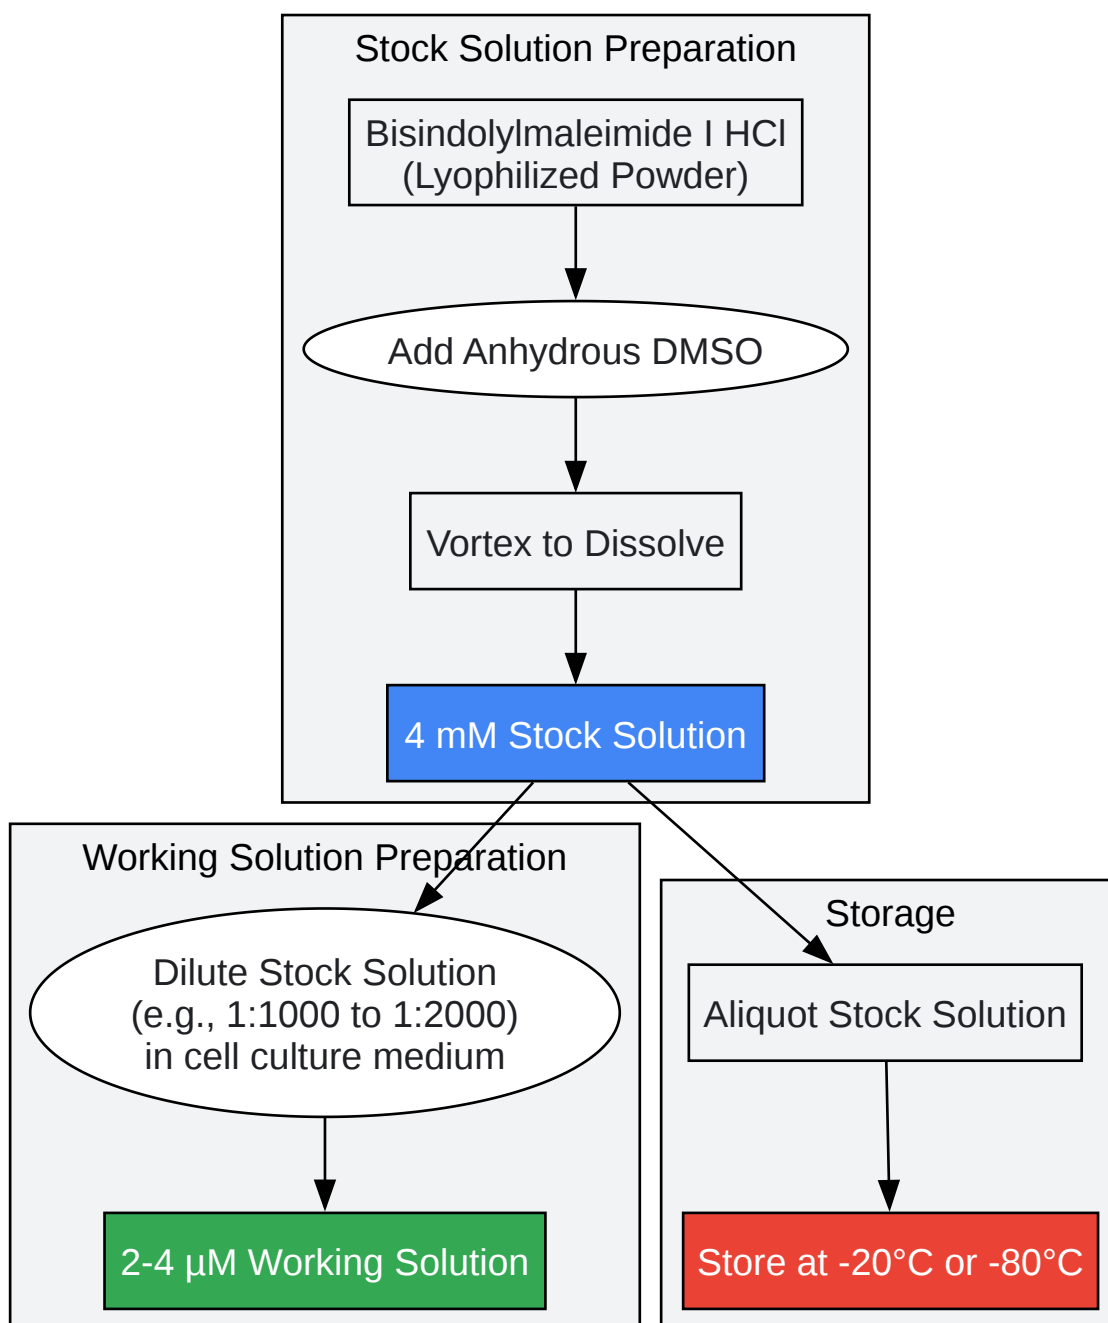 Stock Solution Preparation
Bisindolylmaleimide I HCl
(Lyophilized Powder)
Add Anhydrous DMSO
Vortex to Dissolve
4 mM Stock Solution
Working Solution Preparation
Dilute Stock Solution
(e.g., 1:1000 to 1:2000)
in cell culture medium
2-4 µM Working Solution
Storage
Aliquot Stock Solution
Store at -20°C or -80°C